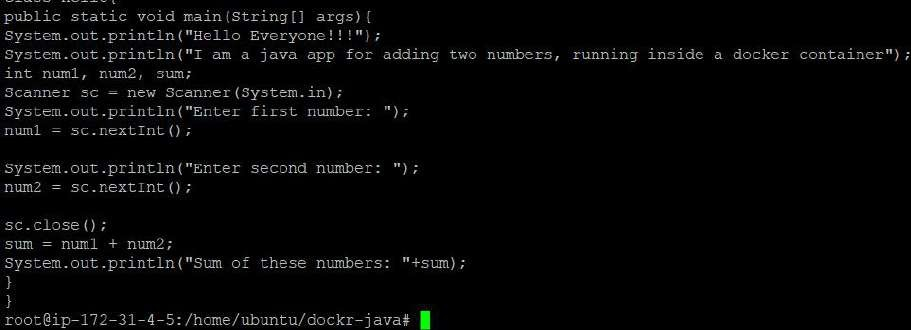 public static void main(String[] args){
System.out.println("Hello Everyone!!!");
System.out.println("I am a java app for adding two numbers, running inside a docker container");
int num1, num2, sum;
Scanner sc = new Scanner(System.in);
System.out.println("Enter first number: ");
num1 = sc.nextInt();
System.out.println("Enter second number: ");
num2 = sc.nextInt();
sc.close();
sum = num1 + num2;
System.out.println("Sum of these numbers: "+sum);
}
}
root@ip-172-31-4-5:/home/ubuntu/dockr-java#